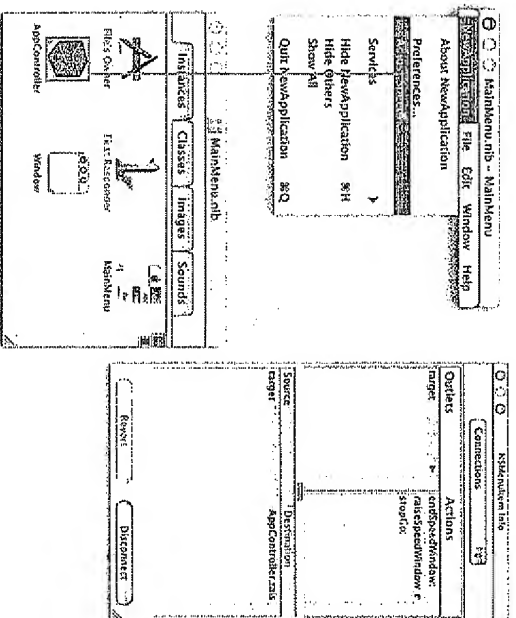 MainMenu.nib – MainMenu
NewApplication File Edit Window Help
About NewApplication
Preferences...
Services
Hide NewApplication ⌘H
Hide Others
Show All
Quit NewApplication ⌘Q
MainMenu.nib
Instances Classes Images Sounds
File's Owner First Responder MainMenu
AppController Window
NSMenuItem Info
Connections
Outlets Actions
target
endSpeedWindow:
raiseSpeedWindow:
stopGo:
Source Destination
target AppController.rais
Revert Disconnect